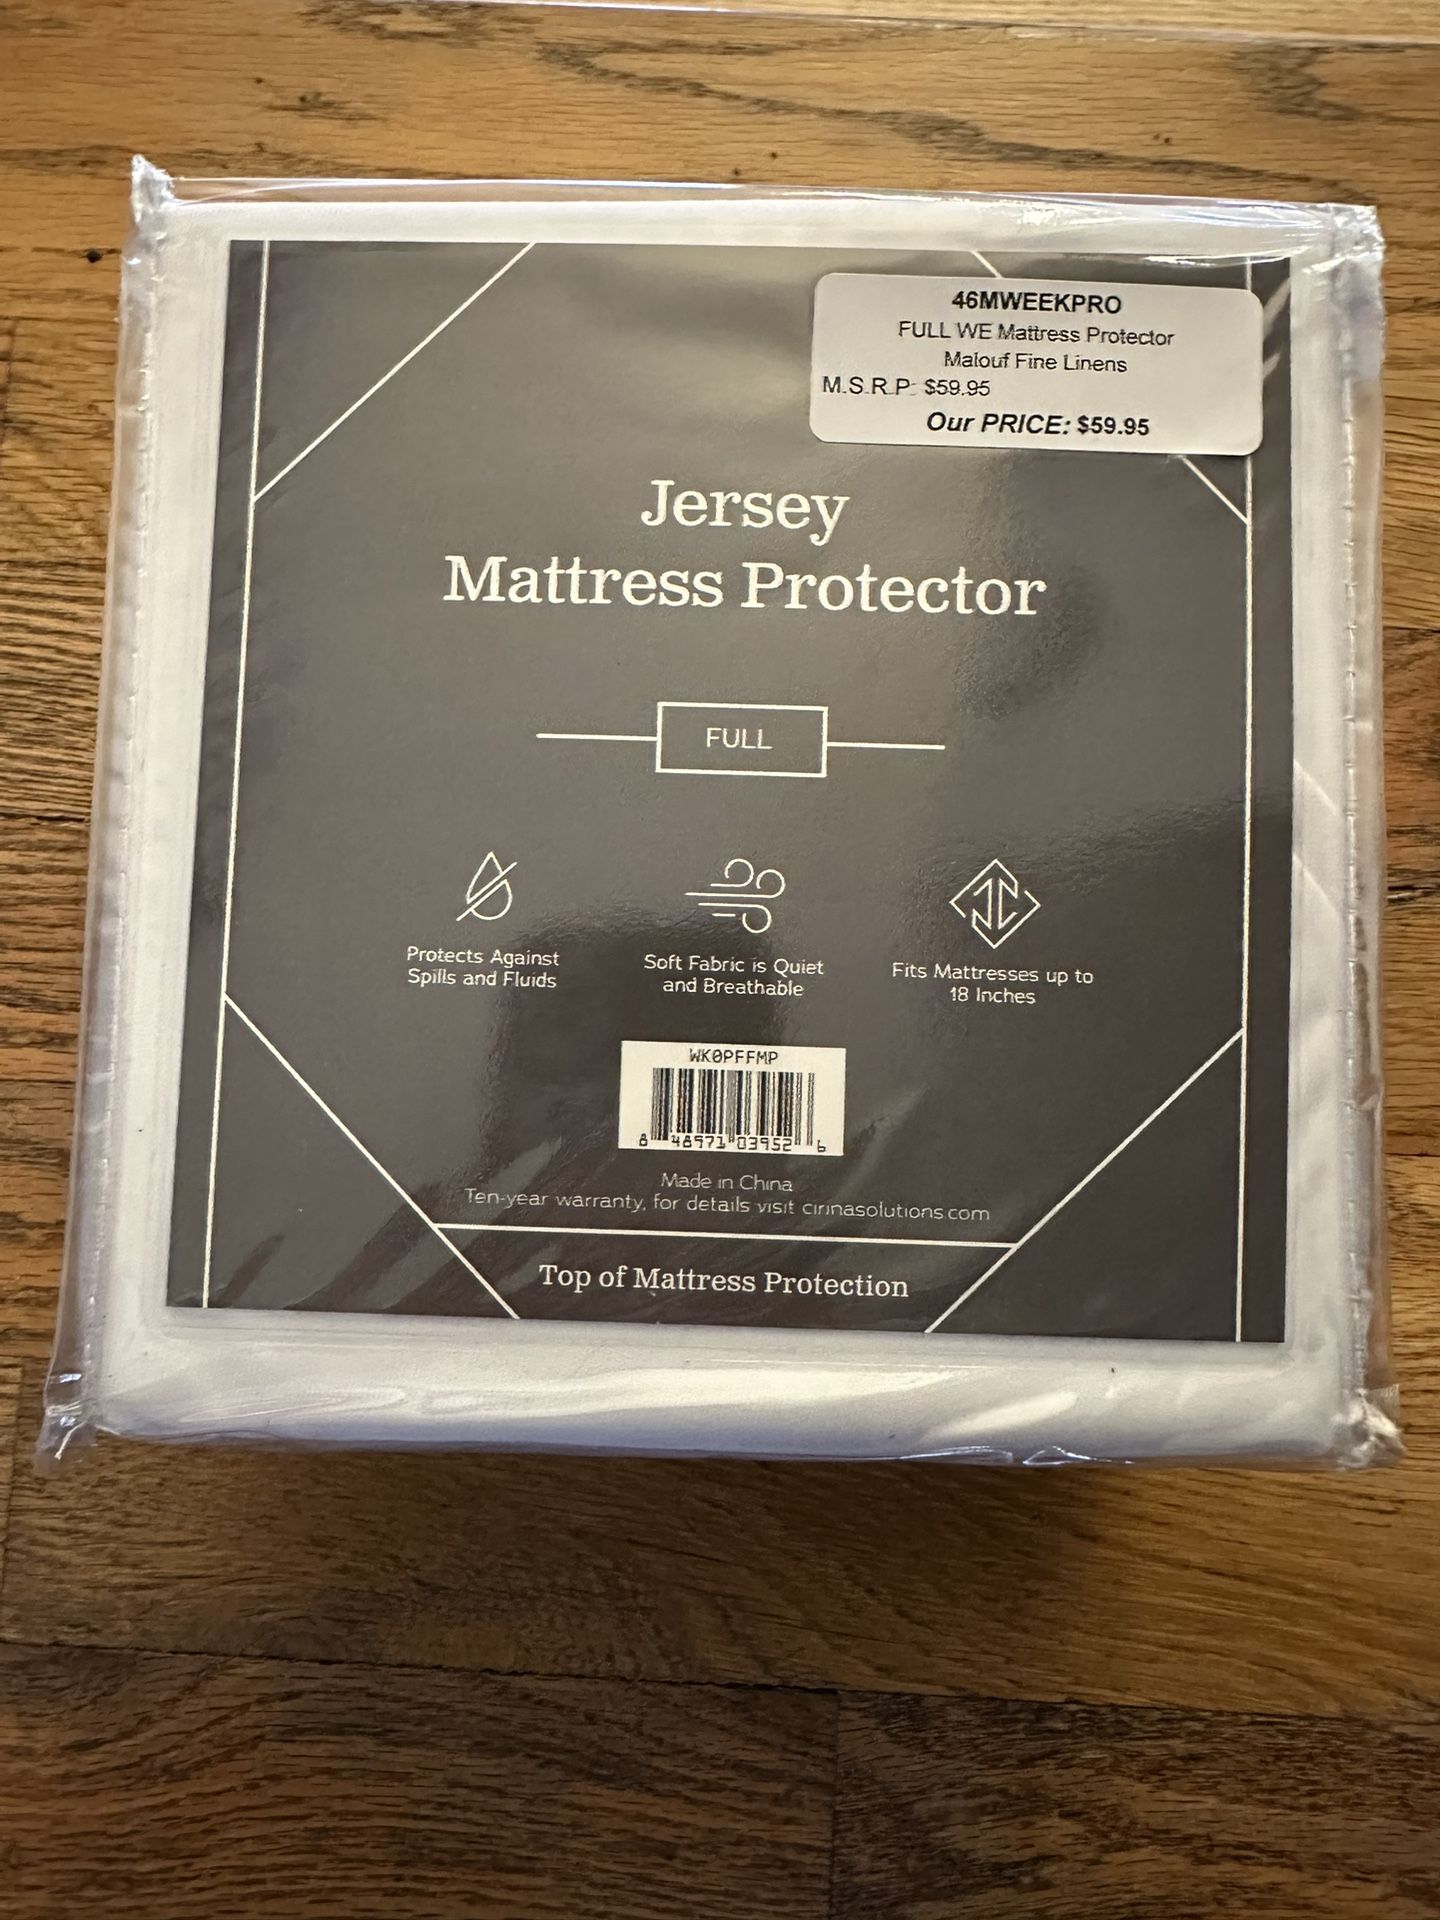 46MWEEKPRO
FULL WE Mattress Protector
Malouf Fine Linens
M.S.R.P: $59.95
Our PRICE: $59.95
Jersey
Mattress Protector
FULL
Protects Against
Spills and Fluids
Soft Fabric is Quiet
and Breathable
Fits Mattresses up to
18 Inches
WK0PFFMP
8 48971 03952 6
Made in China
Ten-year warranty, for details visit cirinasolutions.com
Top of Mattress Protection